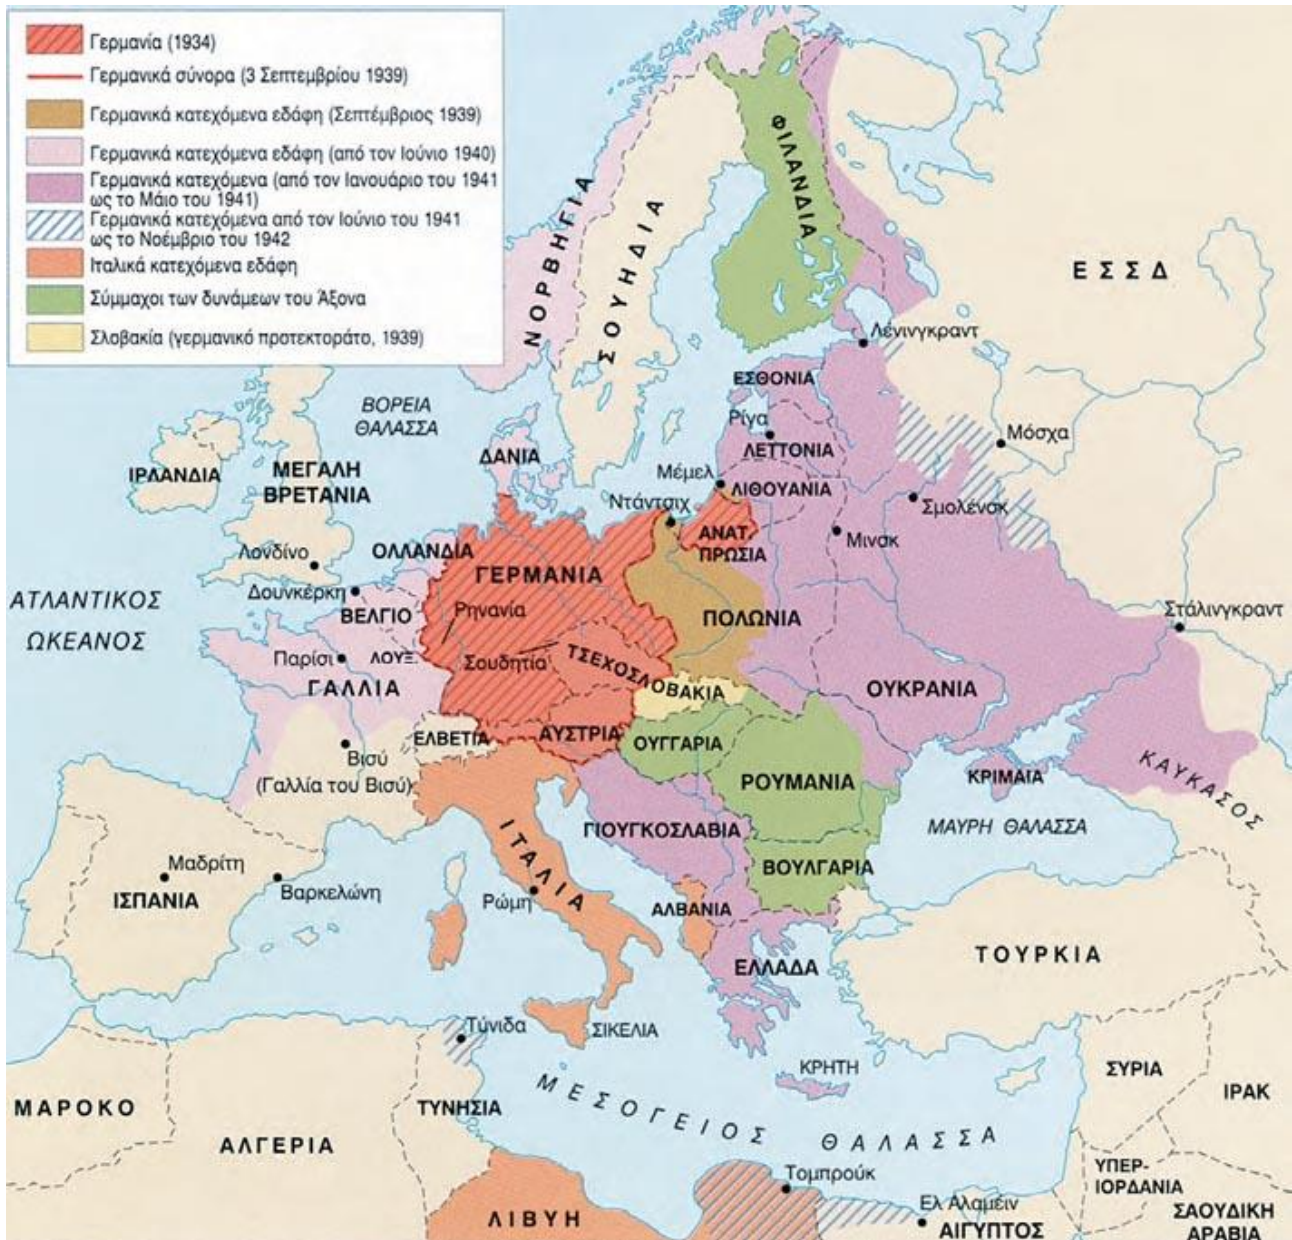 Γερμανία (1934)
Γερμανικά σύνορα (3 Σεπτεμβρίου 1939)
Γερμανικά κατεχόμενα εδάφη (Σεπτέμβριος 1939)
Γερμανικά κατεχόμενα εδάφη (από τον Ιούνιο 1940)
Γερμανικά κατεχόμενα (από τον Ιανουάριο του 1941
ως το Μάιο του 1941)
Γερμανικά κατεχόμενα από τον Ιούνιο του 1941
ως το Νοέμβριο του 1942
Ιταλικά κατεχόμενα εδάφη
Σύμμαχοι των δυνάμεων του Άξονα
Σλοβακία (γερμανικό προτεκτοράτο, 1939)
ΦΙΛΑΝΔΙΑ
ΝΟΡΒΗΓΙΑ
ΣΟΥΗΔΙΑ
ΕΣΣΔ
Λένινγκραντ
ΕΣΘΟΝΙΑ
ΒΟΡΕΙΑ
ΘΑΛΑΣΣΑ
Ρίγα
Μόσχα
ΛΕΤΤΟΝΙΑ
ΔΑΝΙΑ
ΙΡΛΑΝΔΙΑ
ΜΕΓΑΛΗ
ΒΡΕΤΑΝΙΑ
Μέμελ
ΛΙΘΟΥΑΝΙΑ
Ντάντσιχ
Σμολένσκ
ΑΝΑΤ.
ΠΡΩΣΙΑ
Μινσκ
Λονδίνο
ΟΛΛΑΝΔΙΑ
ΓΕΡΜΑΝΙΑ
Δουνκέρκη
ΑΤΛΑΝΤΙΚΟΣ
ΩΚΕΑΝΟΣ
ΒΕΛΓΙΟ
Ρηνανία
ΠΟΛΩΝΙΑ
Στάλινγκραντ
Παρίσι
ΛΟΥΞ.
Σουδητία
ΤΣΕΧΟΣΛΟΒΑΚΙΑ
ΓΑΛΛΙΑ
ΟΥΚΡΑΝΙΑ
ΕΛΒΕΤΙΑ
ΑΥΣΤΡΙΑ
ΟΥΓΓΑΡΙΑ
Βισύ
(Γαλλία του Βισύ)
ΡΟΥΜΑΝΙΑ
ΚΡΙΜΑΙΑ
ΚΑΥΚΑΣΟΣ
ΙΤΑΛΙΑ
ΓΙΟΥΓΚΟΣΛΑΒΙΑ
ΜΑΥΡΗ ΘΑΛΑΣΣΑ
Μαδρίτη
ΒΟΥΛΓΑΡΙΑ
ΙΣΠΑΝΙΑ
Βαρκελώνη
Ρώμη
ΑΛΒΑΝΙΑ
ΕΛΛΑΔΑ
ΤΟΥΡΚΙΑ
Τύνιδα
ΣΙΚΕΛΙΑ
ΚΡΗΤΗ
ΣΥΡΙΑ
ΙΡΑΚ
ΜΑΡΟΚΟ
ΤΥΝΗΣΙΑ
ΜΕΣΟΓΕΙΟΣ ΘΑΛΑΣΣΑ
ΑΛΓΕΡΙΑ
Τομπρούκ
ΥΠΕΡ-
ΙΟΡΔΑΝΙΑ
Ελ Αλαμέιν
ΛΙΒΥΗ
ΑΙΓΥΠΤΟΣ
ΣΑΟΥΔΙΚΗ
ΑΡΑΒΙΑ